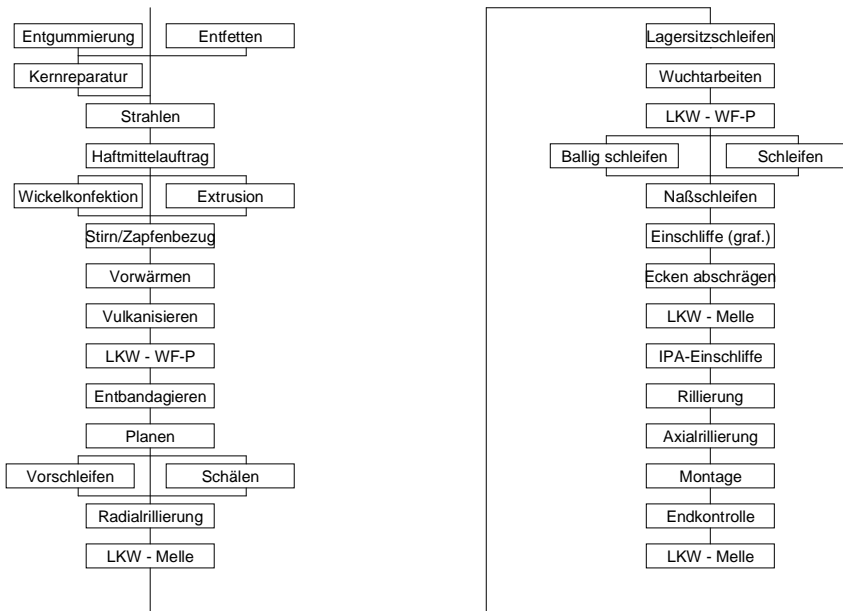 Entgummierung
Entfetten
Kernreparatur
Strahlen
Haftmittelauftrag
Wickelkonfektion
Extrusion
Stirn/Zapfenbezug
Vorwärmen
Vulkanisieren
LKW - WF-P
Entbandagieren
Planen
Vorschleifen
Schälen
Radialrillierung
LKW - Melle
Lagersitzschleifen
Wuchtarbeiten
LKW - WF-P
Ballig schleifen
Schleifen
Naßschleifen
Einschliffe (graf.)
Ecken abschrägen
LKW - Melle
IPA-Einschliffe
Rillierung
Axialrillierung
Montage
Endkontrolle
LKW - Melle